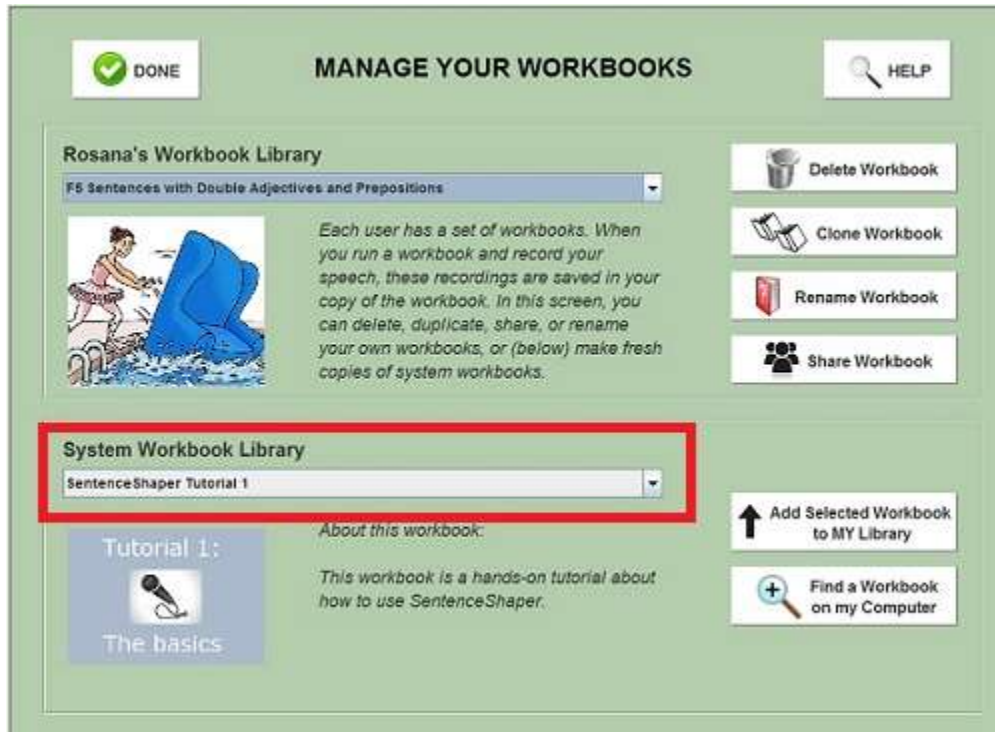 DONE
MANAGE YOUR WORKBOOKS
HELP
Rosana's Workbook Library
F5 Sentences with Double Adjectives and Prepositions
Each user has a set of workbooks. When
you run a workbook and record your
speech, these recordings are saved in your
copy of the workbook. In this screen, you
can delete, duplicate, share, or rename
your own workbooks, or (below) make fresh
copies of system workbooks.
Delete Workbook
Clone Workbook
Rename Workbook
Share Workbook
System Workbook Library
SentenceShaper Tutorial 1
Tutorial 1:
The basics
About this workbook:
This workbook is a hands-on tutorial about
how to use SentenceShaper.
Add Selected Workbook
to MY Library
Find a Workbook
on my Computer